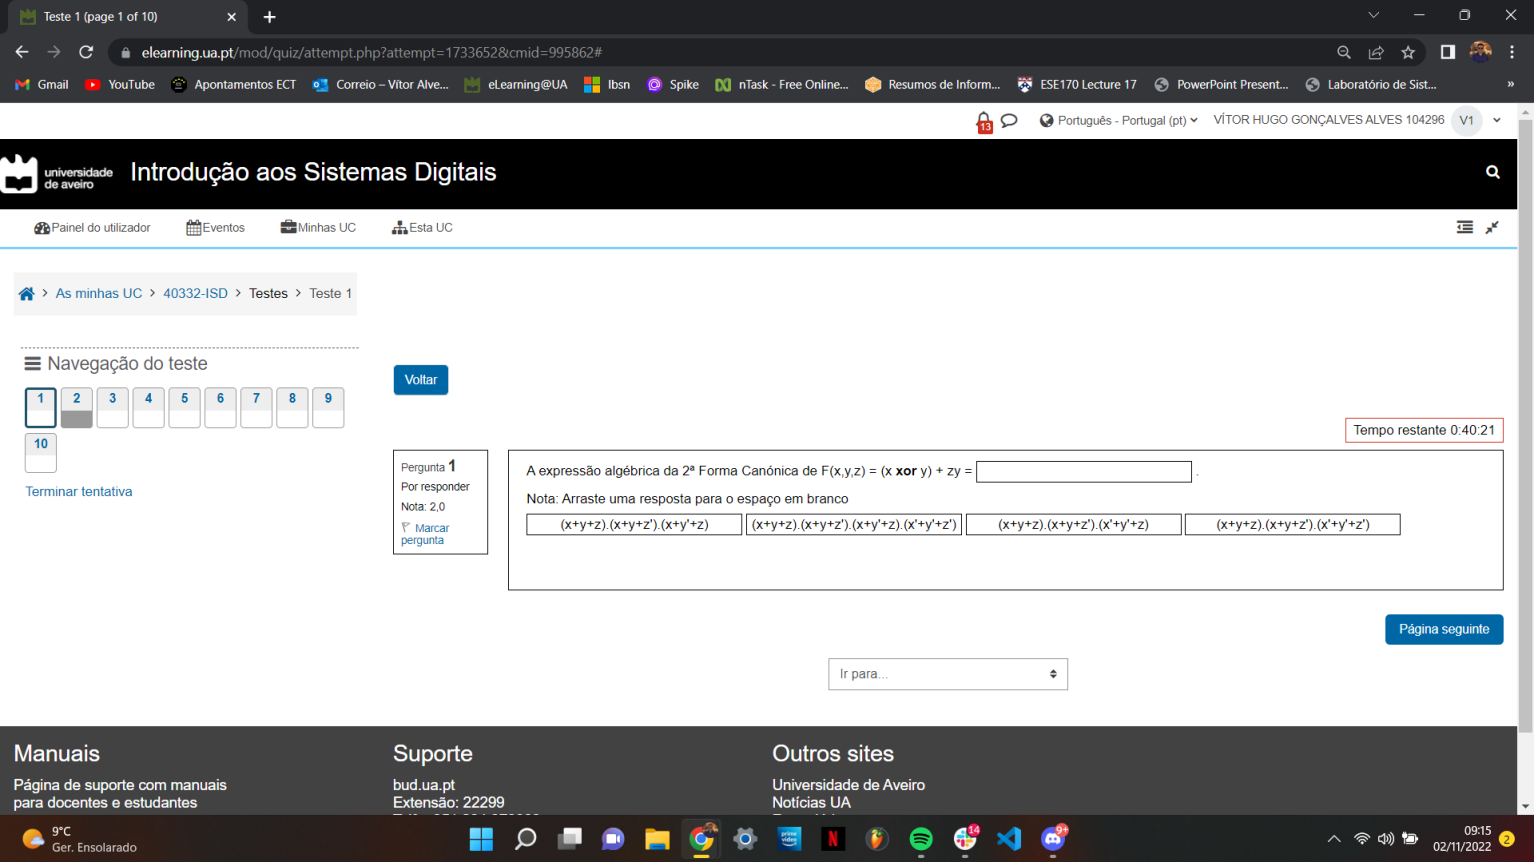 Teste 1 (page 1 of 10)
elearning.ua.pt/mod/quiz/attempt.php?attempt=1733652&cmid=995862#
Gmail YouTube Apontamentos ECT Correio – Vítor Alve... eLearning@UA Ibsn Spike nTask - Free Online... Resumos de Inform... ESE170 Lecture 17 PowerPoint Present... Laboratório de Sist... »
13 Português - Portugal (pt) VÍTOR HUGO GONÇALVES ALVES 104296 V1
universidade de aveiro Introdução aos Sistemas Digitais
Painel do utilizador Eventos Minhas UC Esta UC
> As minhas UC > 40332-ISD > Testes > Teste 1
Navegação do teste
1 2 3 4 5 6 7 8 9
10
Terminar tentativa
Voltar
Tempo restante 0:40:21
Pergunta 1
Por responder
Nota: 2,0
Marcar
pergunta
A expressão algébrica da 2ª Forma Canónica de F(x,y,z) = (x xor y) + zy = .
Nota: Arraste uma resposta para o espaço em branco
(x+y+z).(x+y+z').(x+y'+z) (x+y+z).(x+y+z').(x+y'+z).(x'+y'+z') (x+y+z).(x+y+z').(x'+y'+z) (x+y+z).(x+y+z').(x'+y'+z')
Página seguinte
Ir para...
Manuais Suporte Outros sites
Página de suporte com manuais bud.ua.pt Universidade de Aveiro
para docentes e estudantes Extensão: 22299 Notícias UA
9°C
Ger. Ensolarado
prime video N 14 9+
09:15
02/11/2022 2